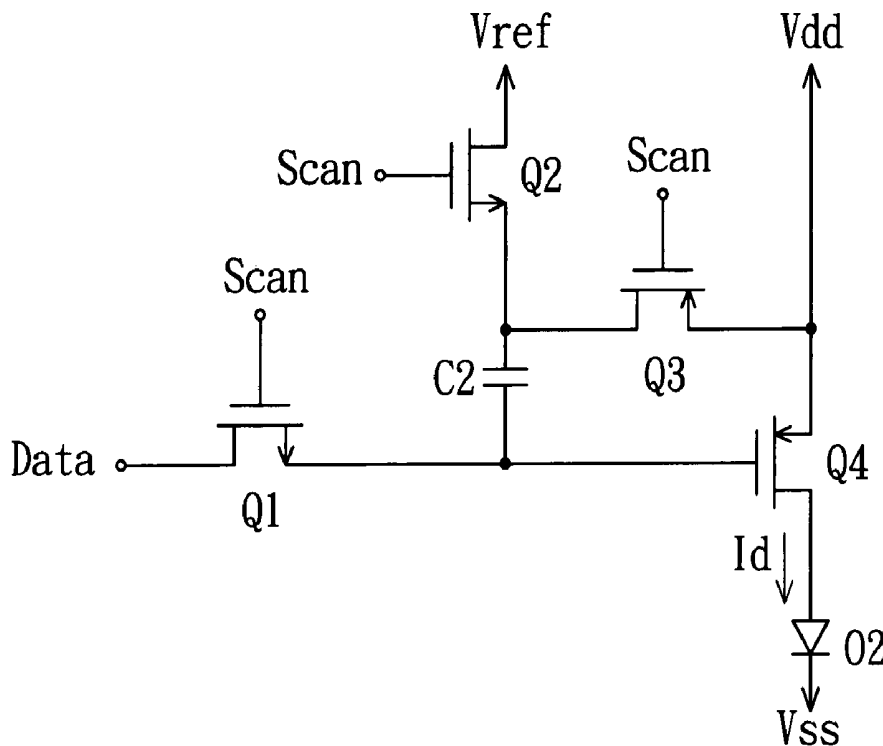 Vref
Vdd
Scan
Q2
Scan
Scan
C2
Q3
Data
Q1
Q4
Id
O2
Vss